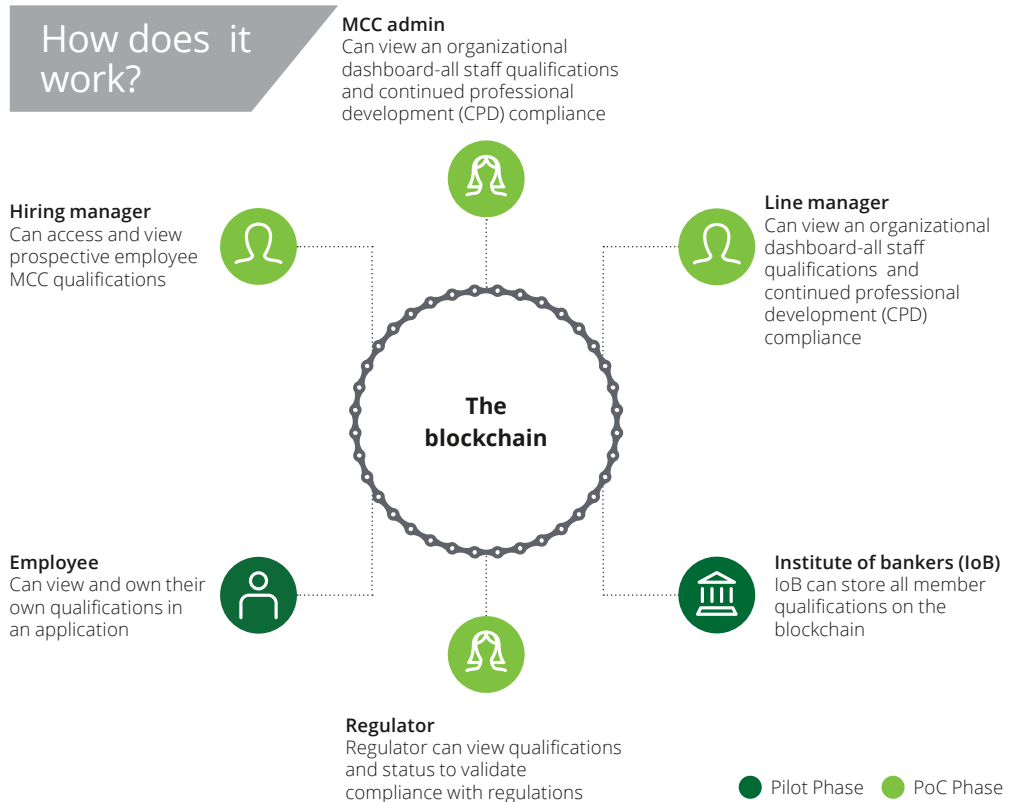 How does it
work?
MCC admin
Can view an organizational
dashboard-all staff qualifications
and continued professional
development (CPD) compliance
Hiring manager
Can access and view
prospective employee
MCC qualifications
Line manager
Can view an organizational
dashboard-all staff
qualifications and
continued professional
development (CPD)
compliance
The
blockchain
Employee
Can view and own their
own qualifications in
an application
Institute of bankers (IoB)
IoB can store all member
qualifications on the
blockchain
Regulator
Regulator can view qualifications
and status to validate
compliance with regulations
Pilot Phase
PoC Phase